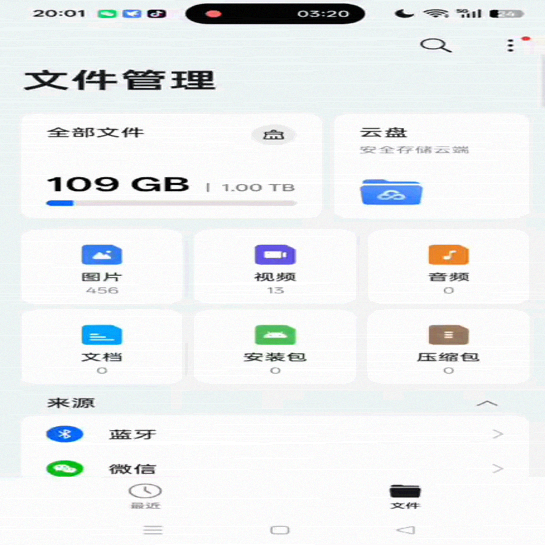 20:01 03:20 5G 24
文件管理
全部文件
109 GB | 1.00 TB
云盘
安全存储云端
图片
456
视频
13
音频
0
文档
0
安装包
0
压缩包
0
来源
蓝牙
微信
最近
文件